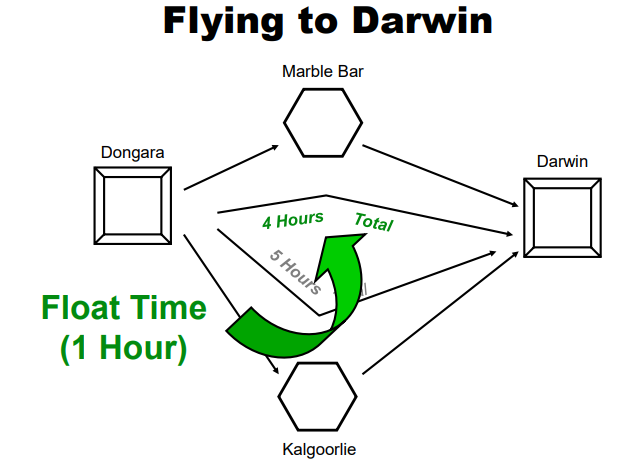 Flying to Darwin
Marble Bar
Dongara
Darwin
4 Hours Total
5 Hours
Float Time
(1 Hour)
Kalgoorlie